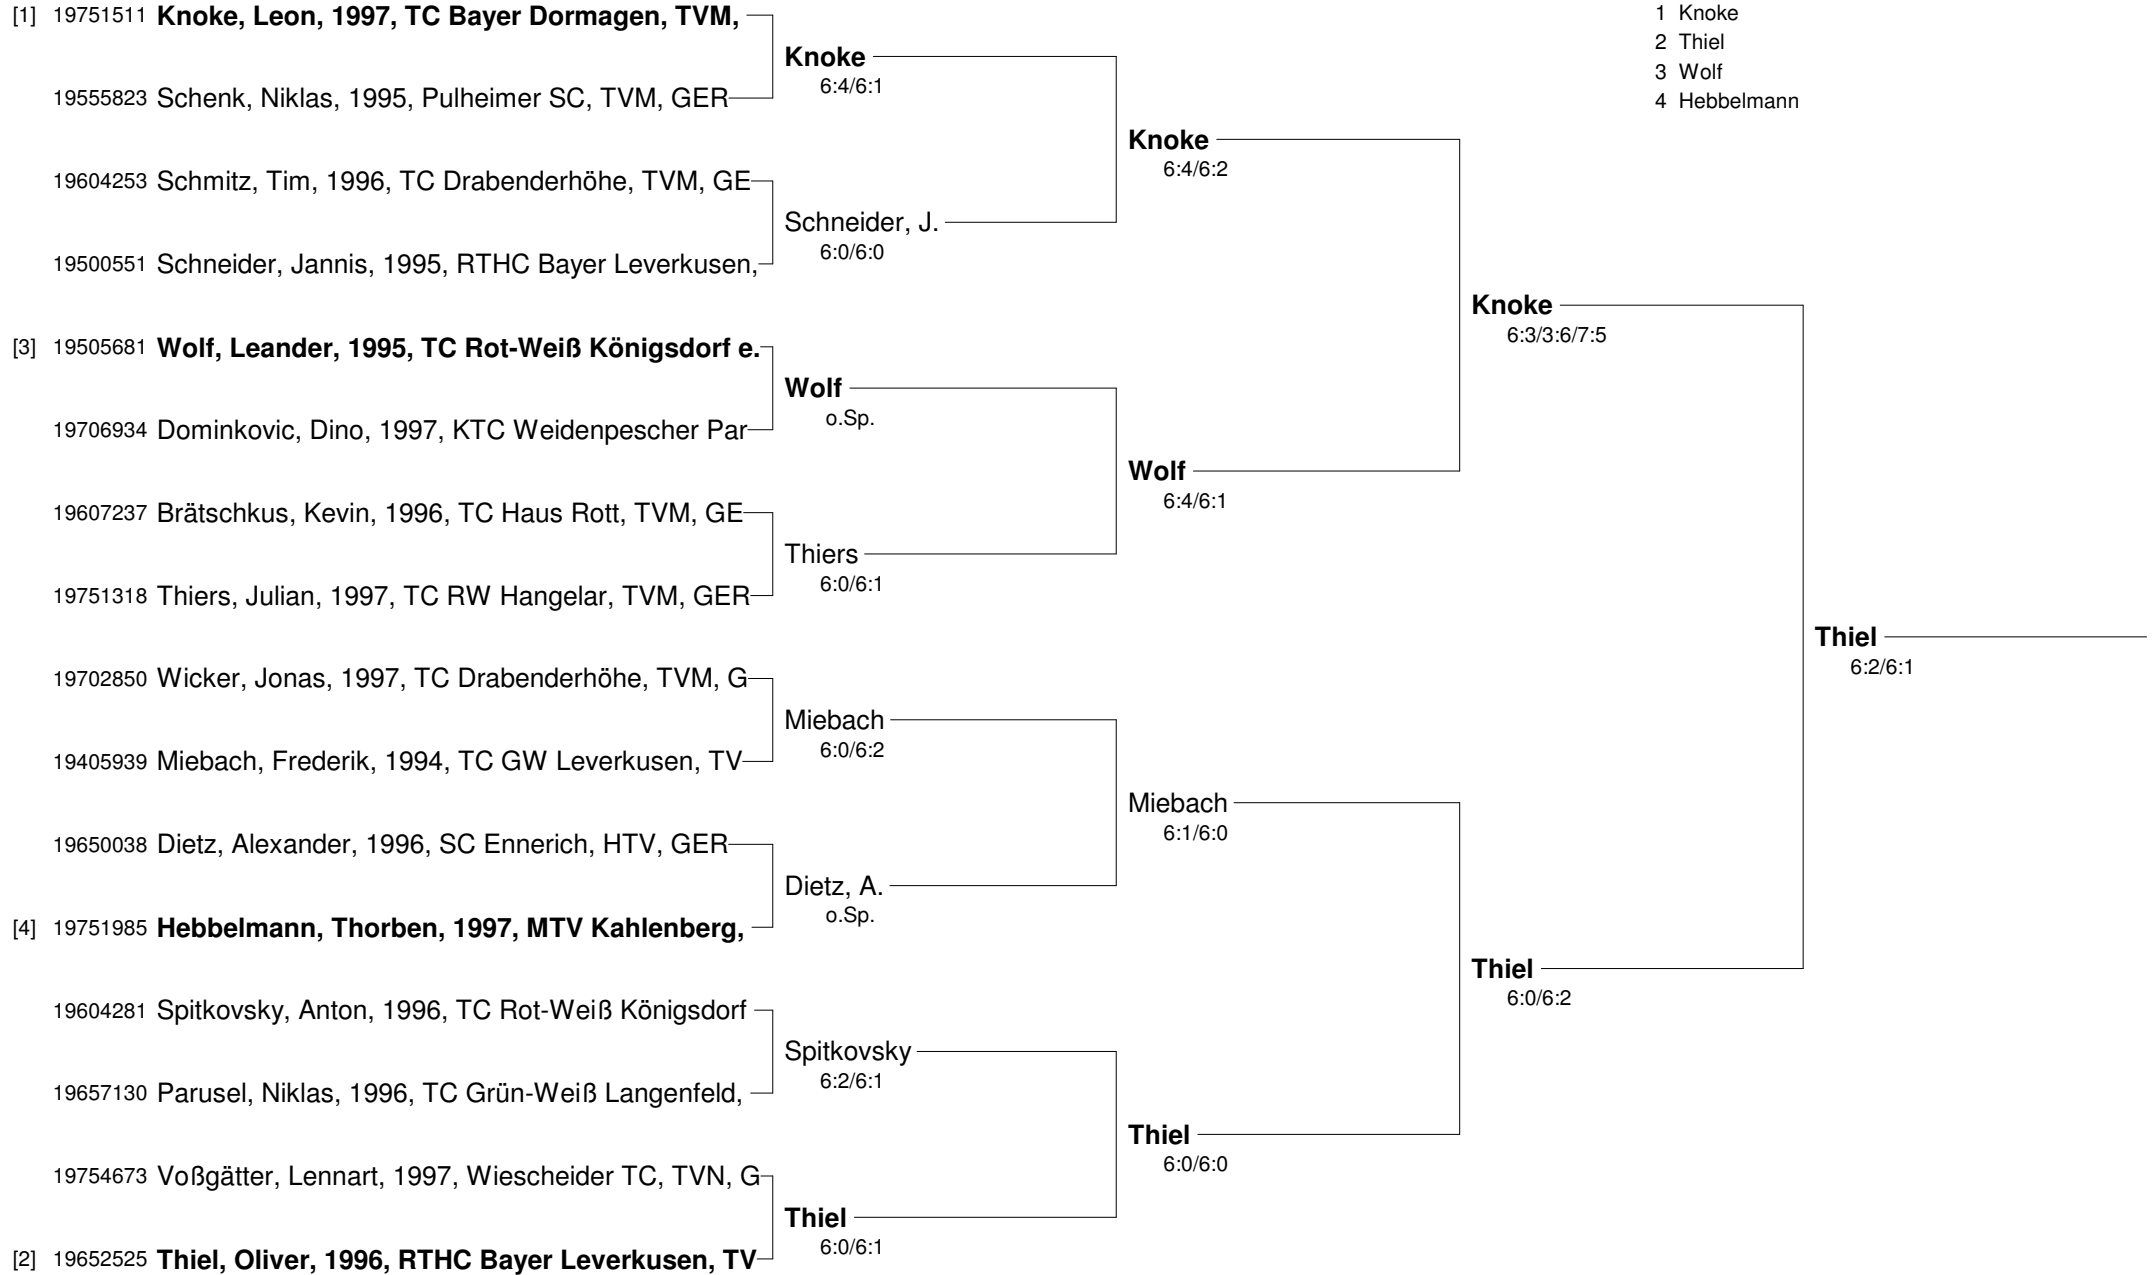 [1] 19751511 Knoke, Leon, 1997, TC Bayer Dormagen, TVM,
19555823 Schenk, Niklas, 1995, Pulheimer SC, TVM, GER
19604253 Schmitz, Tim, 1996, TC Drabenderhöhe, TVM, GE
19500551 Schneider, Jannis, 1995, RTHC Bayer Leverkusen,
[3] 19505681 Wolf, Leander, 1995, TC Rot-Weiß Königsdorf e.
19706934 Dominkovic, Dino, 1997, KTC Weidenpescher Par
19607237 Brätschkus, Kevin, 1996, TC Haus Rott, TVM, GE
19751318 Thiers, Julian, 1997, TC RW Hangelar, TVM, GER
19702850 Wicker, Jonas, 1997, TC Drabenderhöhe, TVM, G
19405939 Miebach, Frederik, 1994, TC GW Leverkusen, TV
19650038 Dietz, Alexander, 1996, SC Ennerich, HTV, GER
[4] 19751985 Hebbelmann, Thorben, 1997, MTV Kahlenberg,
19604281 Spitkovsky, Anton, 1996, TC Rot-Weiß Königsdorf
19657130 Parusel, Niklas, 1996, TC Grün-Weiß Langenfeld,
19754673 Voßgätter, Lennart, 1997, Wiescheider TC, TVN, G
[2] 19652525 Thiel, Oliver, 1996, RTHC Bayer Leverkusen, TV
Knoke
6:4/6:1
Schneider, J.
6:0/6:0
Wolf
o.Sp.
Thiers
6:0/6:1
Miebach
6:0/6:2
Dietz, A.
o.Sp.
Spitkovsky
6:2/6:1
Thiel
6:0/6:1
Knoke
6:4/6:2
Wolf
6:4/6:1
Miebach
6:1/6:0
Thiel
6:0/6:0
Knoke
6:3/3:6/7:5
Thiel
6:0/6:2
Thiel
6:2/6:1
1 Knoke
2 Thiel
3 Wolf
4 Hebbelmann